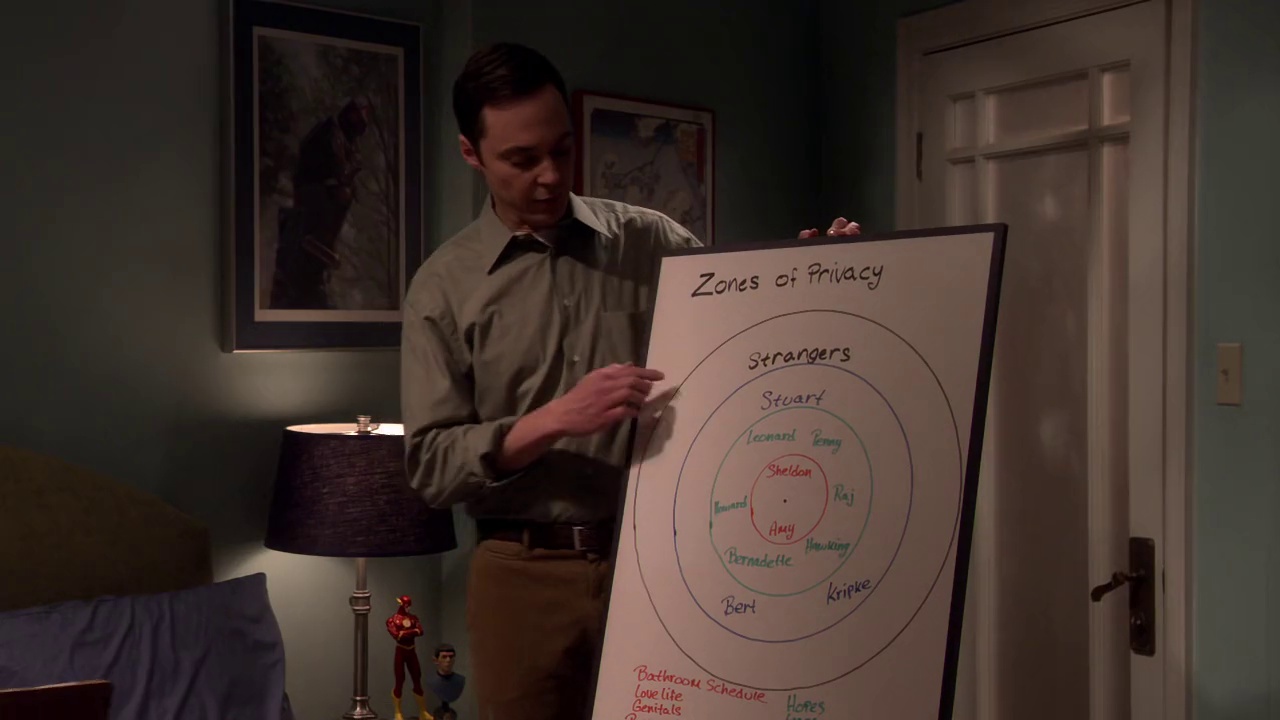 Zones of Privacy
Strangers
Stuart
Leonard Penny
Sheldon
Howard Raj
Amy
Bernadette Hawking
Bert Kripke
Bathroom Schedule
Love life Hopes
Genitals